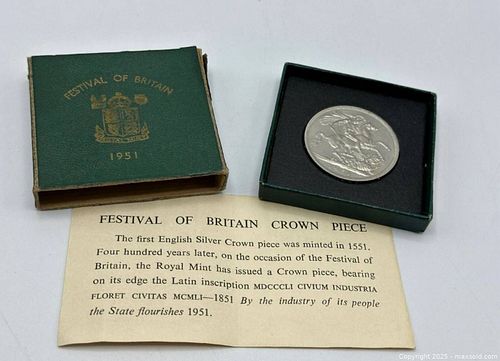 FESTIVAL OF BRITAIN
ROYAL MINT
1951
FESTIVAL OF BRITAIN CROWN PIECE
The first English Silver Crown piece was minted in 1551.
Four hundred years later, on the occasion of the Festival of
Britain, the Royal Mint has issued a Crown piece, bearing
on its edge the Latin inscription MDCCCLI CIVIUM INDUSTRIA
FLORET CIVITAS MCMLI—1851 By the industry of its people
the State flourishes 1951.
Copyright 2025 - maxsold.com